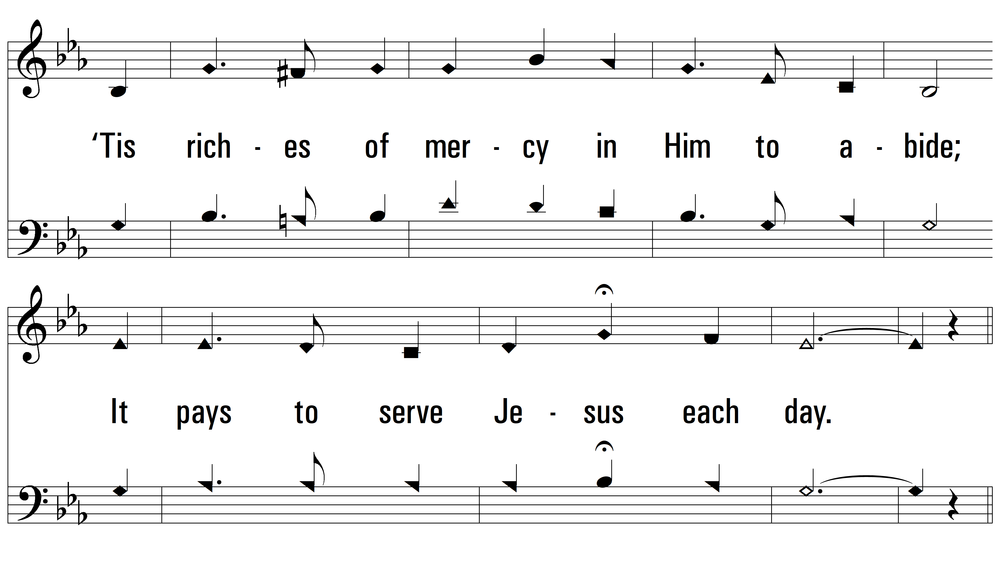 ‘Tis rich - es of mer - cy in Him to a - bide;
It pays to serve Je - sus each day.